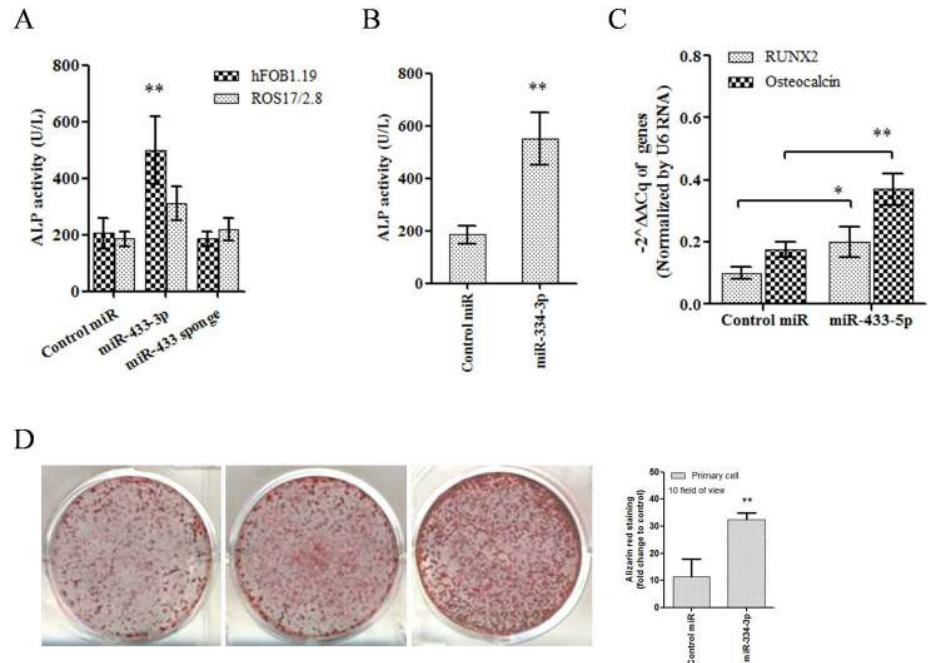 A
800
600
400
200
0
ALP activity (U/L)
**
hFOB1.19
ROS17/2.8
Control miR
miR-433-3p
miR-433 sponge
B
800
600
400
200
0
ALP activity (U/L)
**
Control miR
miR-334-3p
C
0.8
0.6
0.4
0.2
0.0
-2^ΔΔCq of genes
(Normalized by U6 RNA)
RUNX2
Osteocalcin
**
*
Control miR
miR-433-5p
D
50
40
30
20
10
0
Alizarin red staining
(fold change to control)
Primary cell
10 field of view
**
Control miR
miR-334-3p